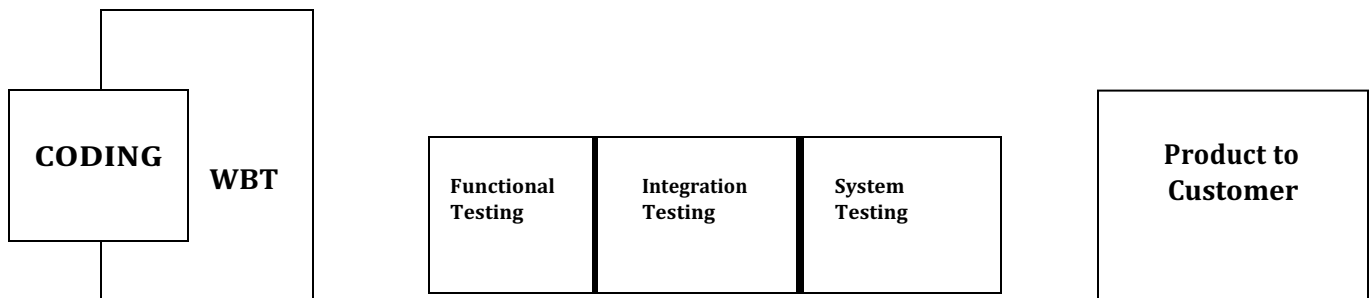 CODING
WBT
Functional
Testing
Integration
Testing
System
Testing
Product to
Customer